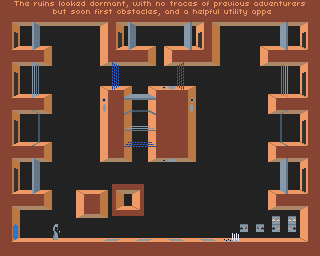 The ruins looked dormant, with no traces of previous adventurers
but soon first obstacles, and a helpful utility appe